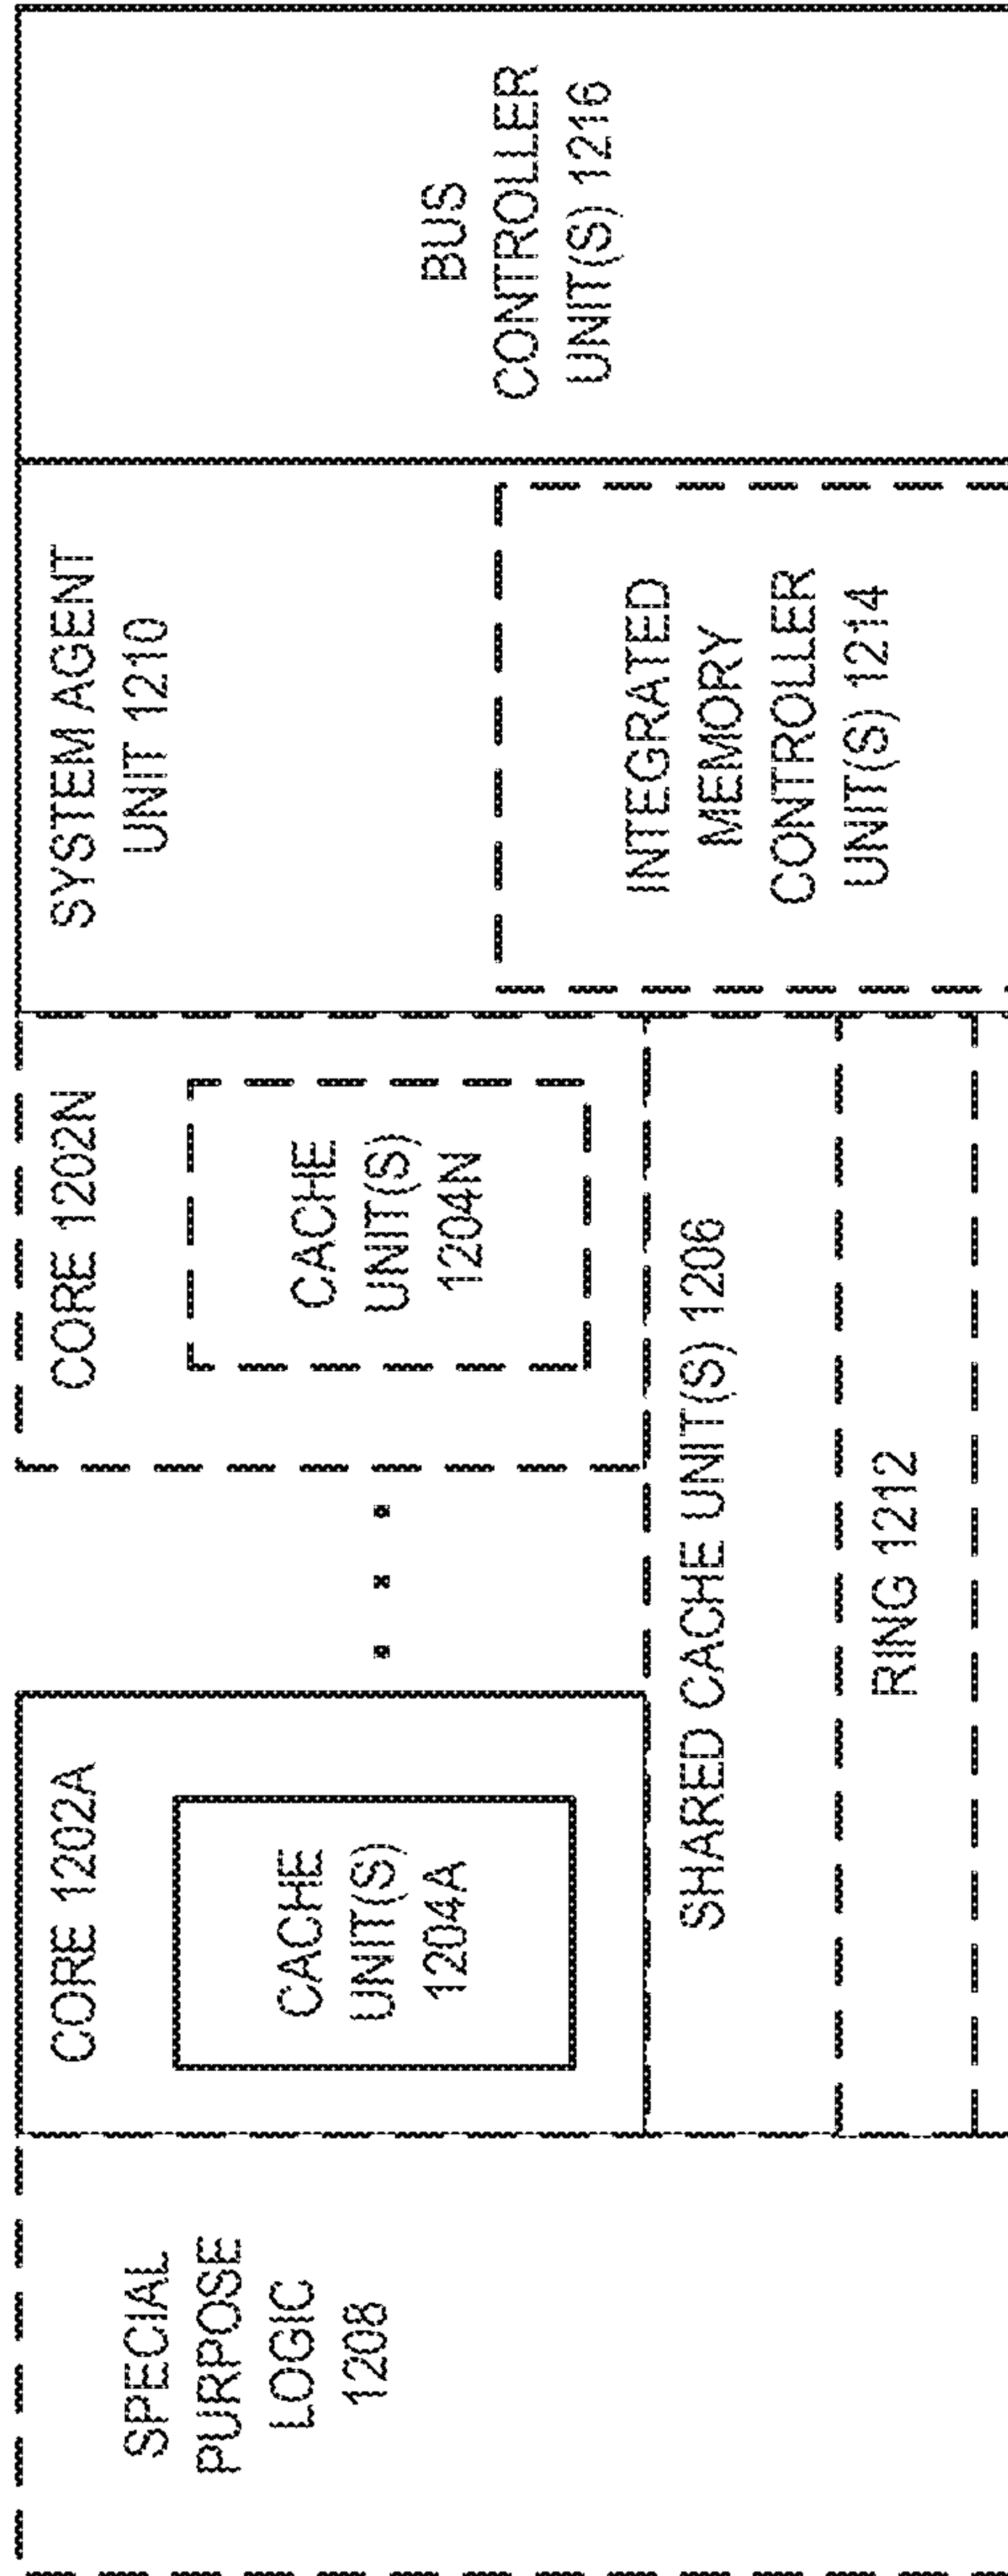 SPECIAL
PURPOSE
LOGIC
1208
CORE 1202A
CACHE
UNIT(S)
1204A
CORE 1202N
CACHE
UNIT(S)
1204N
SHARED CACHE UNIT(S) 1206
RING 1212
SYSTEM AGENT
UNIT 1210
INTEGRATED
MEMORY
CONTROLLER
UNIT(S) 1214
BUS
CONTROLLER
UNIT(S) 1216